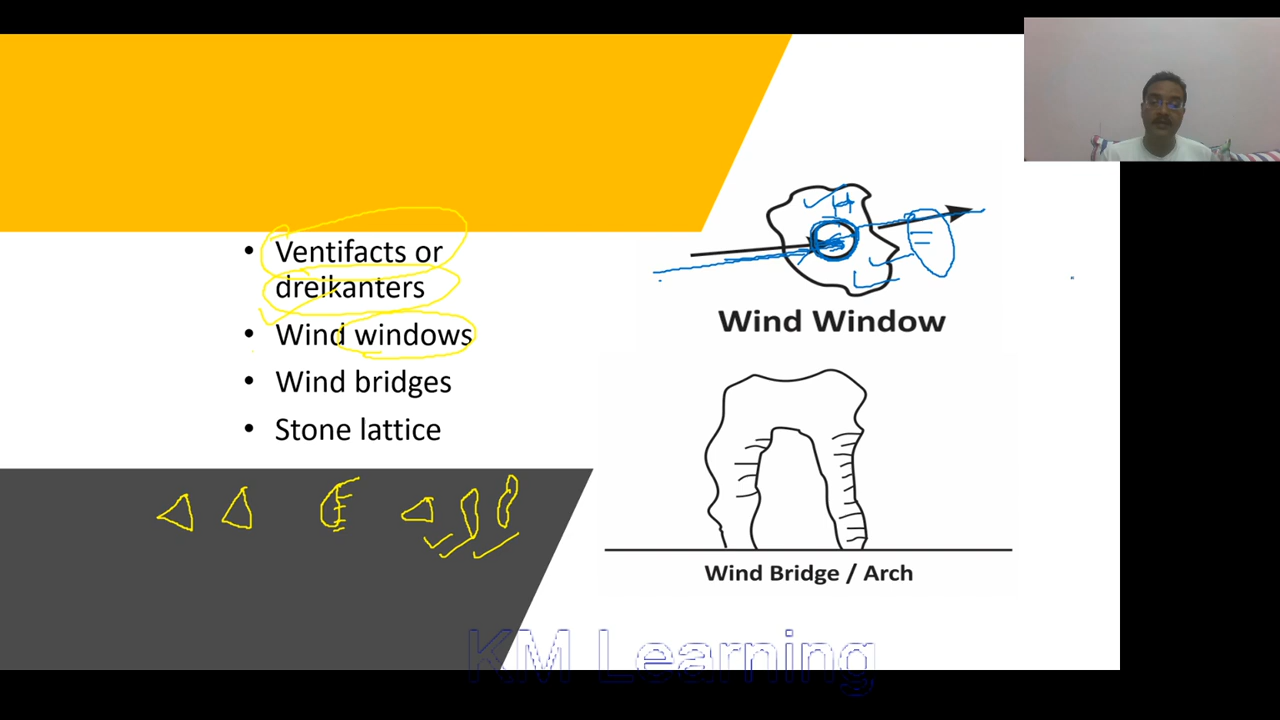 • Ventifacts or
dreikanters
• Wind windows
• Wind bridges
• Stone lattice
Wind Window
Wind Bridge / Arch
KM Learning